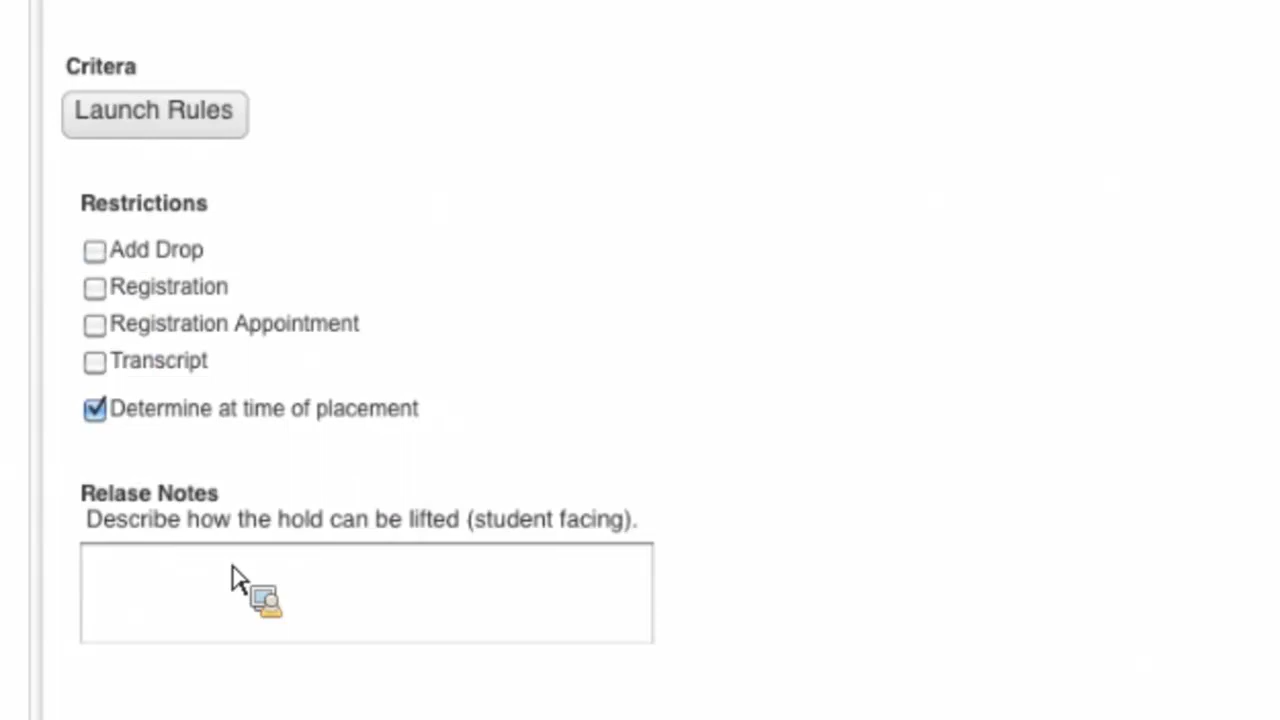 Critera
Launch Rules
Restrictions
Add Drop
Registration
Registration Appointment
Transcript
Determine at time of placement
Relase Notes
Describe how the hold can be lifted (student facing).